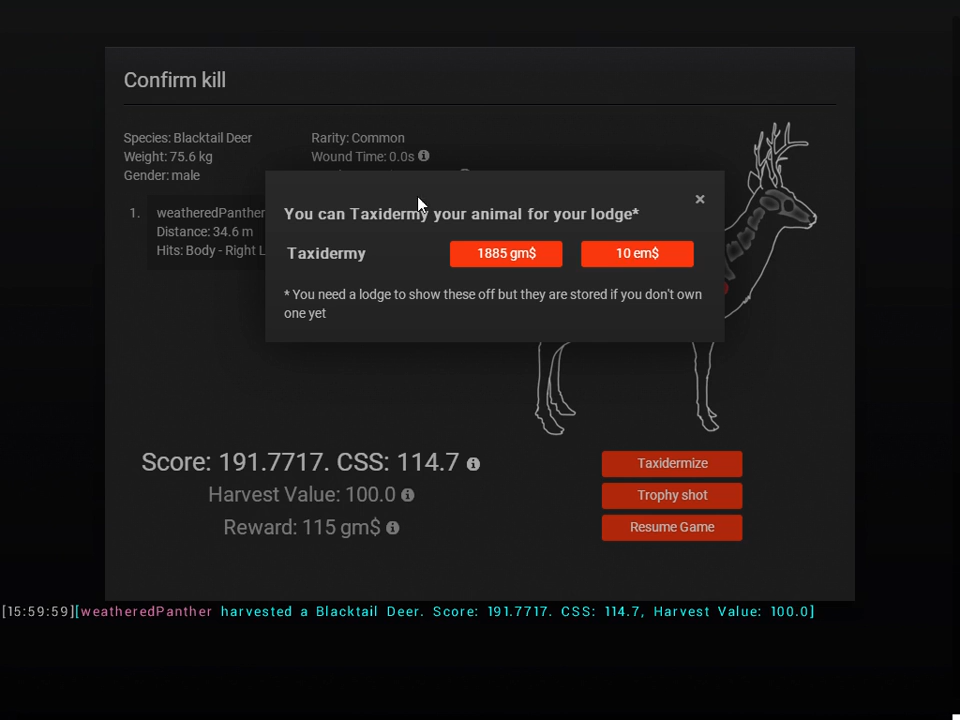 Confirm kill
Species: Blacktail Deer
Rarity: Common
Weight: 75.6 kg
Wound Time: 0.0s
Gender: male
1. weatheredPanther
Distance: 34.6 m
Hits: Body - Right L
×
You can Taxidermy your animal for your lodge*
Taxidermy 1885 gm$ 10 em$
* You need a lodge to show these off but they are stored if you don't own
one yet
Score: 191.7717. CSS: 114.7
Harvest Value: 100.0
Reward: 115 gm$
Taxidermize
Trophy shot
Resume Game
[15:59:59][weatheredPanther harvested a Blacktail Deer. Score: 191.7717. CSS: 114.7, Harvest Value: 100.0]